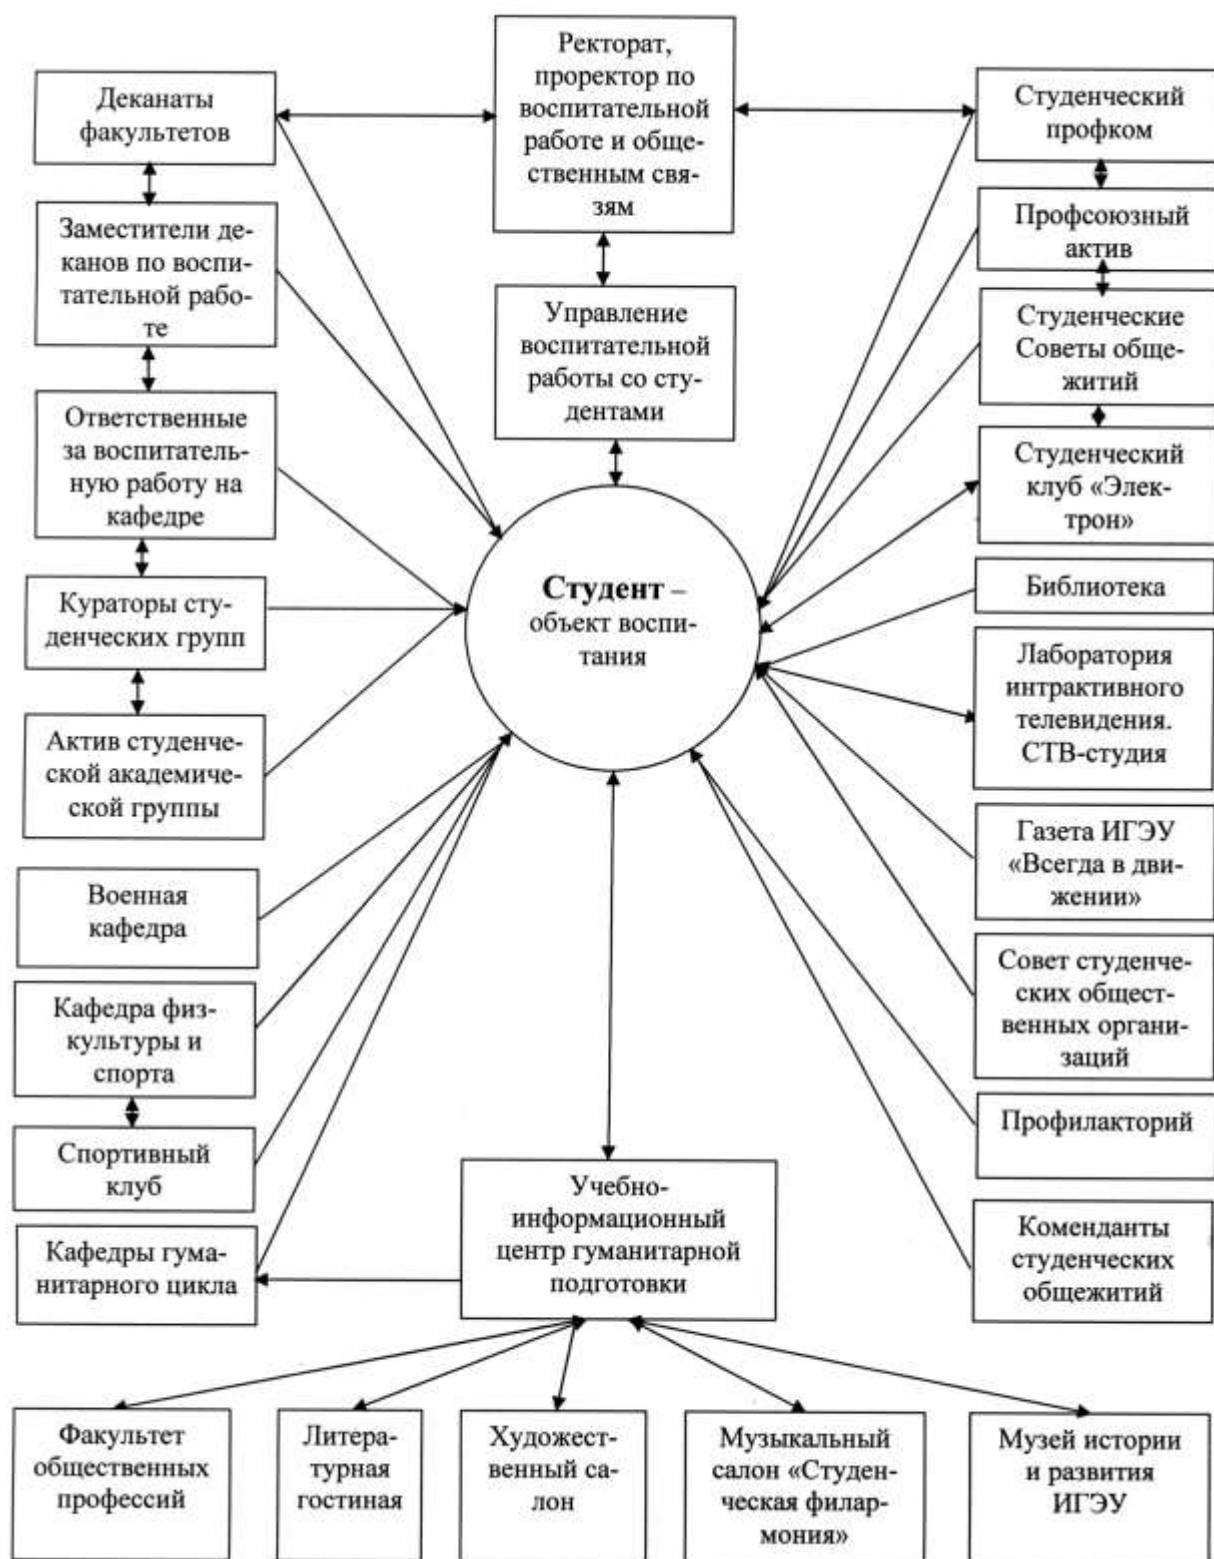 Ректорат,
проректор по
воспитательной
работе и обще-
ственным свя-
зям
Деканаты
факультетов
Студенческий
профком
Заместители де-
канов по воспи-
тательной рабо-
те
Профсоюзный
актив
Управление
воспитательной
работы со сту-
дентами
Студенческие
Советы обще-
житий
Ответственные
за воспитатель-
ную работу на
кафедре
Студенческий
клуб «Элек-
трон»
Студент –
объект воспи-
тания
Кураторы сту-
денческих групп
Библиотека
Лаборатория
интрактивного
телевидения.
СТВ-студия
Актив студенче-
ской академиче-
ской группы
Газета ИГЭУ
«Всегда в дви-
жении»
Военная
кафедра
Совет студенче-
ских общест-
венных органи-
заций
Кафедра физ-
культуры и
спорта
Профилакторий
Спортивный
клуб
Учебно-
информационный
центр гуманитарной
подготовки
Коменданты
студенческих
общежитий
Кафедры гума-
нитарного цикла
Факультет
общественных
профессий
Литера-
турная
гостиная
Художест-
венный са-
лон
Музыкальный
салон «Студен-
ческая филар-
мония»
Музей истории
и развития
ИГЭУ